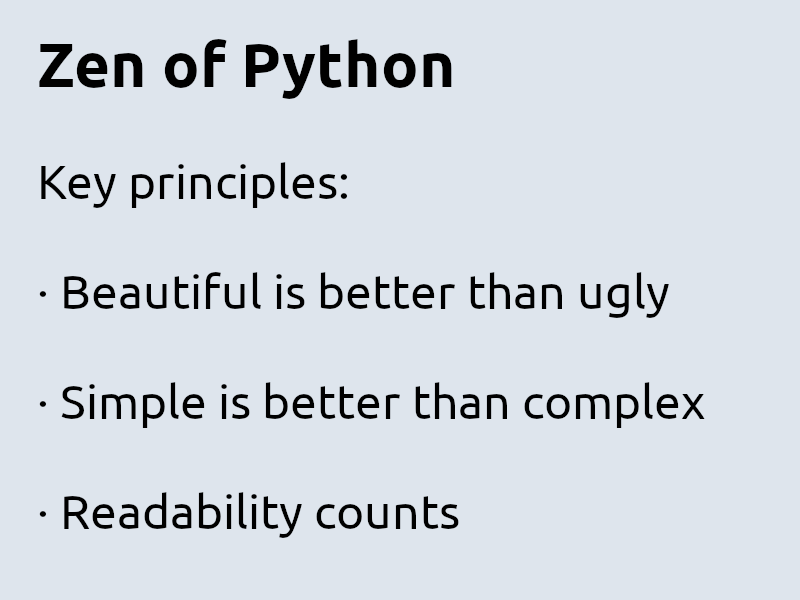 Zen of Python
Key principles:
· Beautiful is better than ugly
· Simple is better than complex
· Readability counts